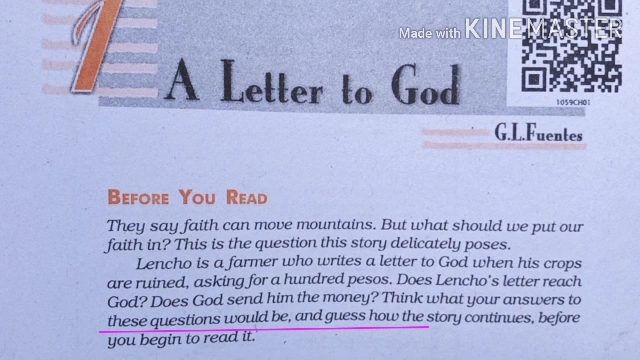 Made with KINEMASTER
1
A Letter to God
1059CH01
G.L.Fuentes
BEFORE YOU READ
They say faith can move mountains. But what should we put our
faith in? This is the question this story delicately poses.
Lencho is a farmer who writes a letter to God when his crops
are ruined, asking for a hundred pesos. Does Lencho's letter reach
God? Does God send him the money? Think what your answers to
these questions would be, and guess how the story continues, before
you begin to read it.